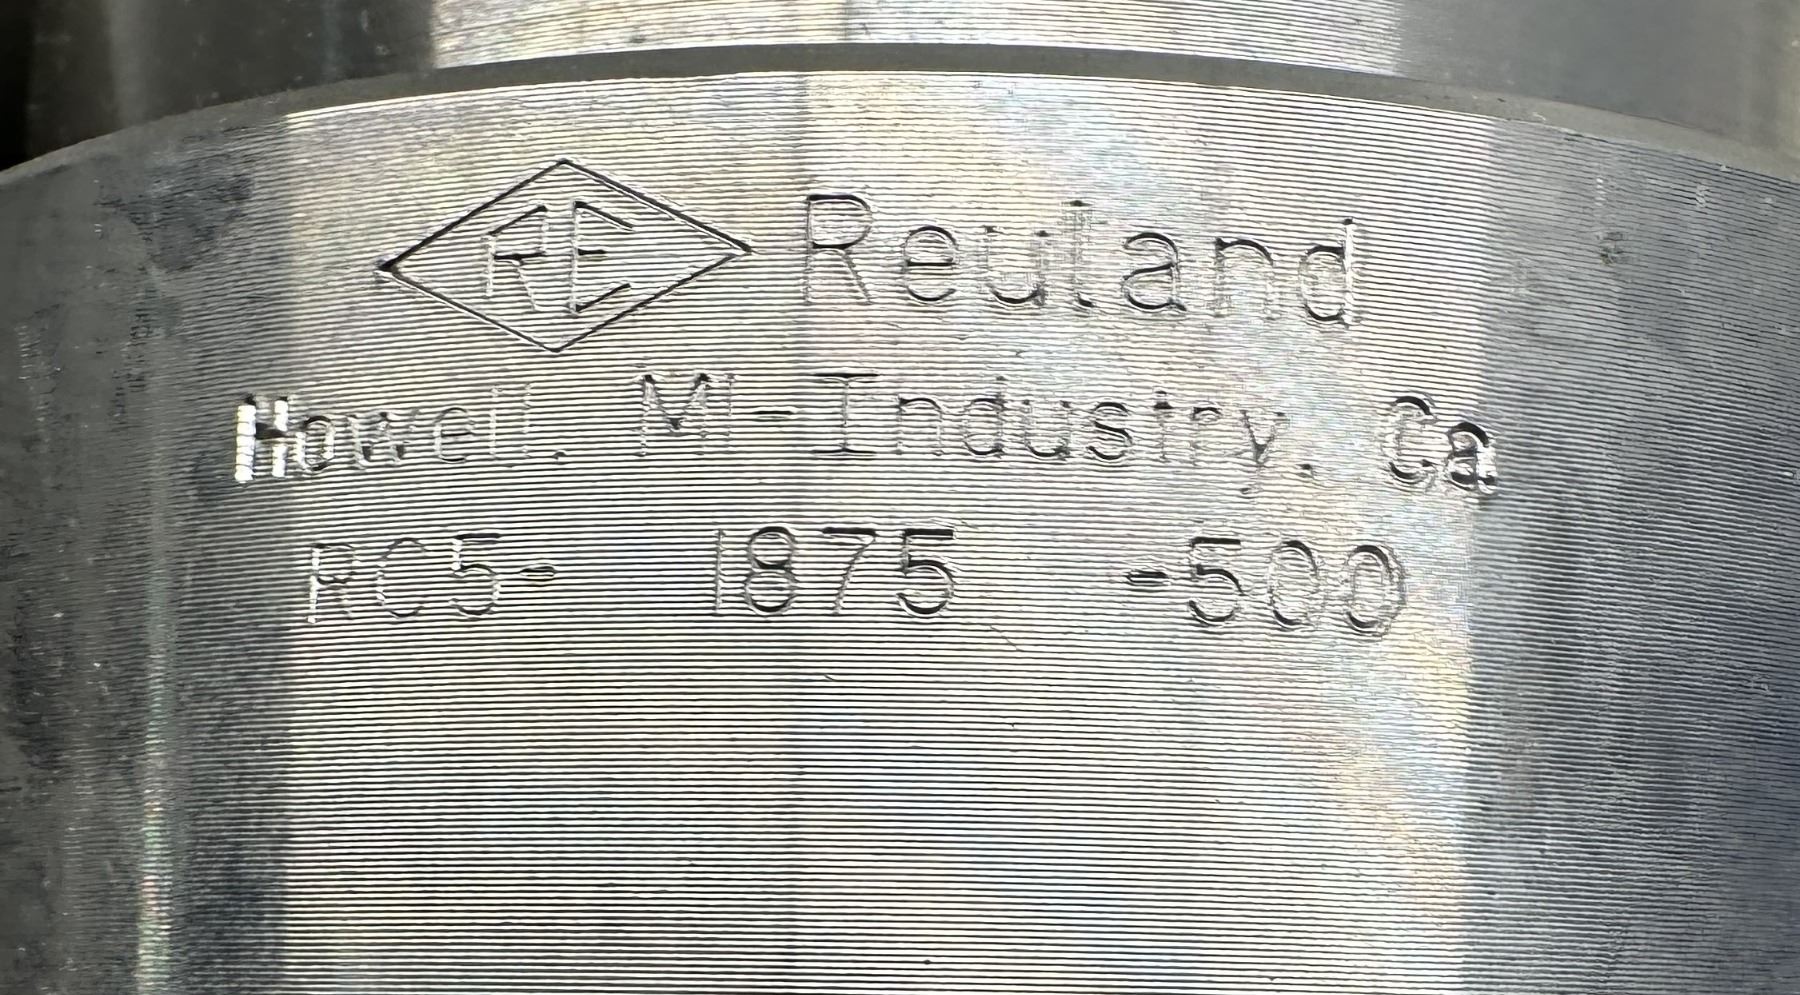 RE Reuland
Howell, MI-Industry, Ca
RC5- 1875 -500